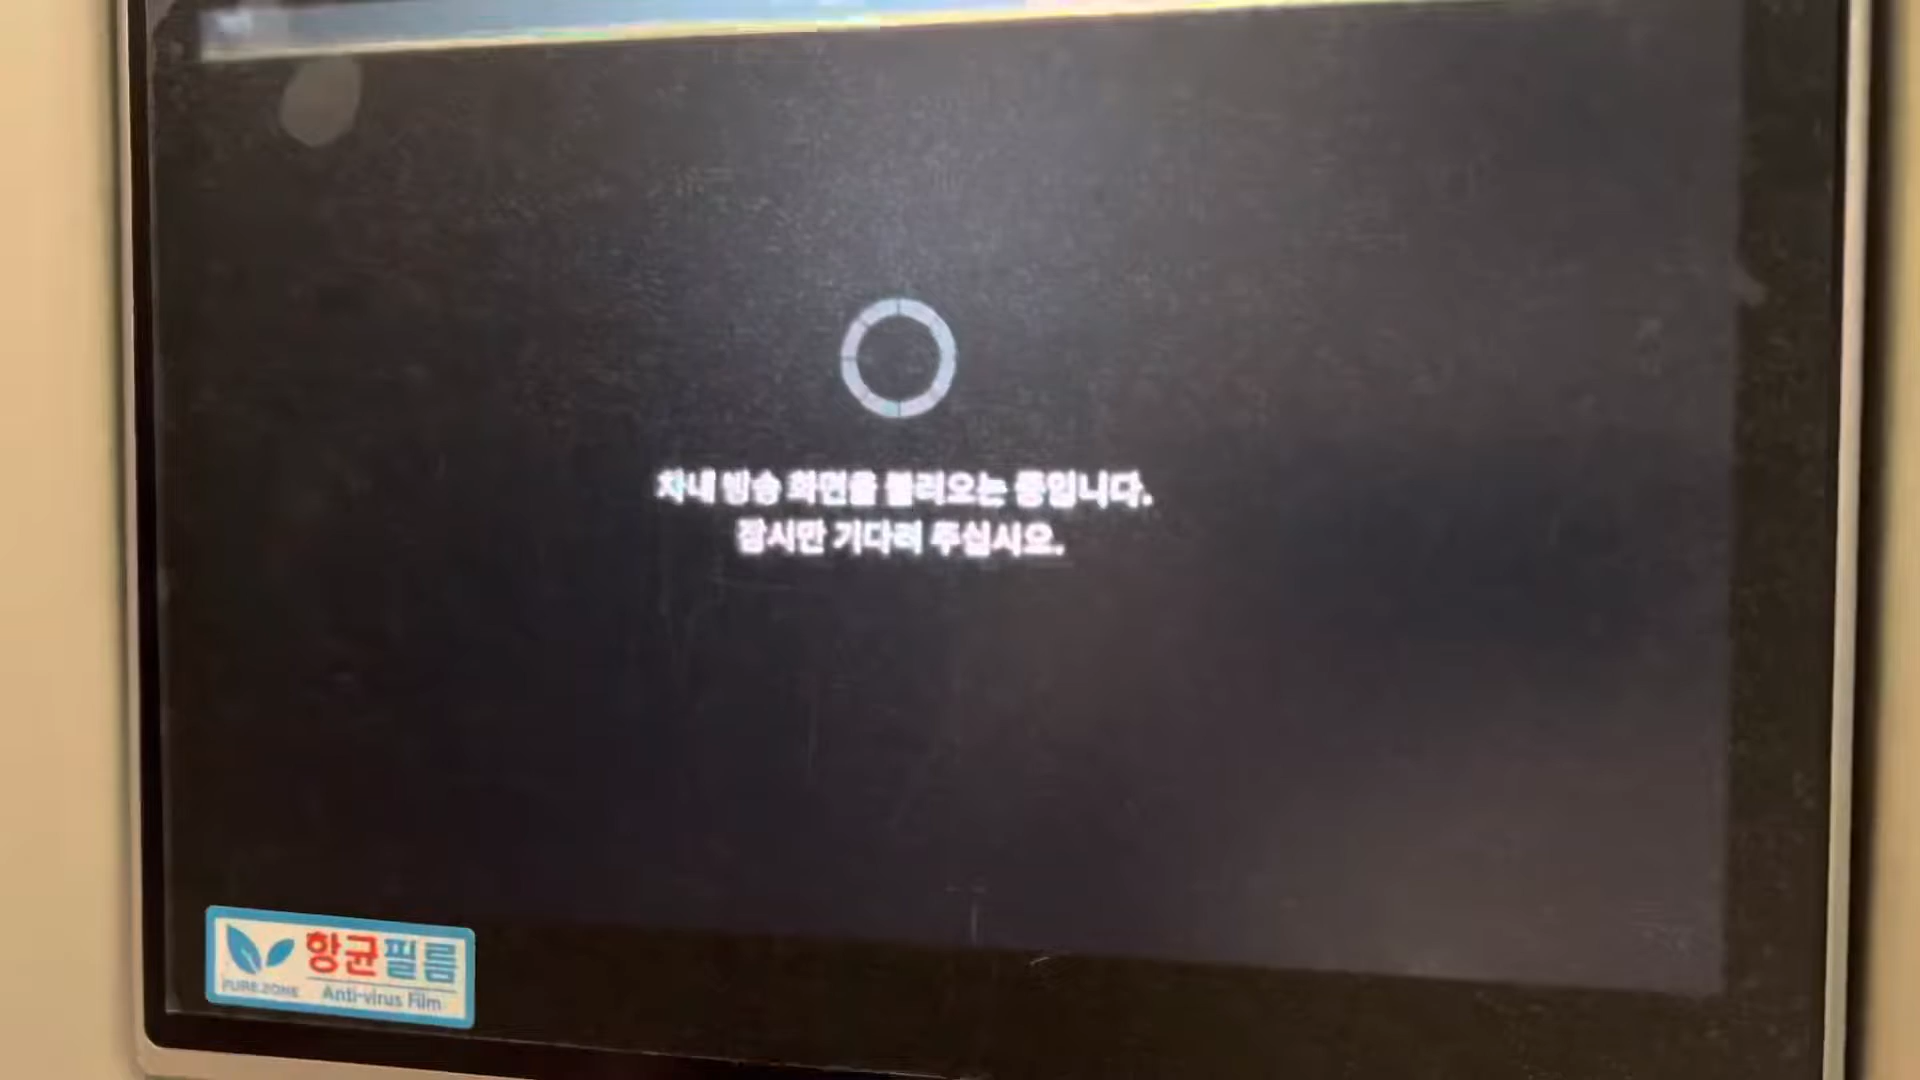 차내 방송 화면을 불러오는 중입니다.
잠시만 기다려 주십시오.
항균필름
PURE ZONE
Anti-virus Film